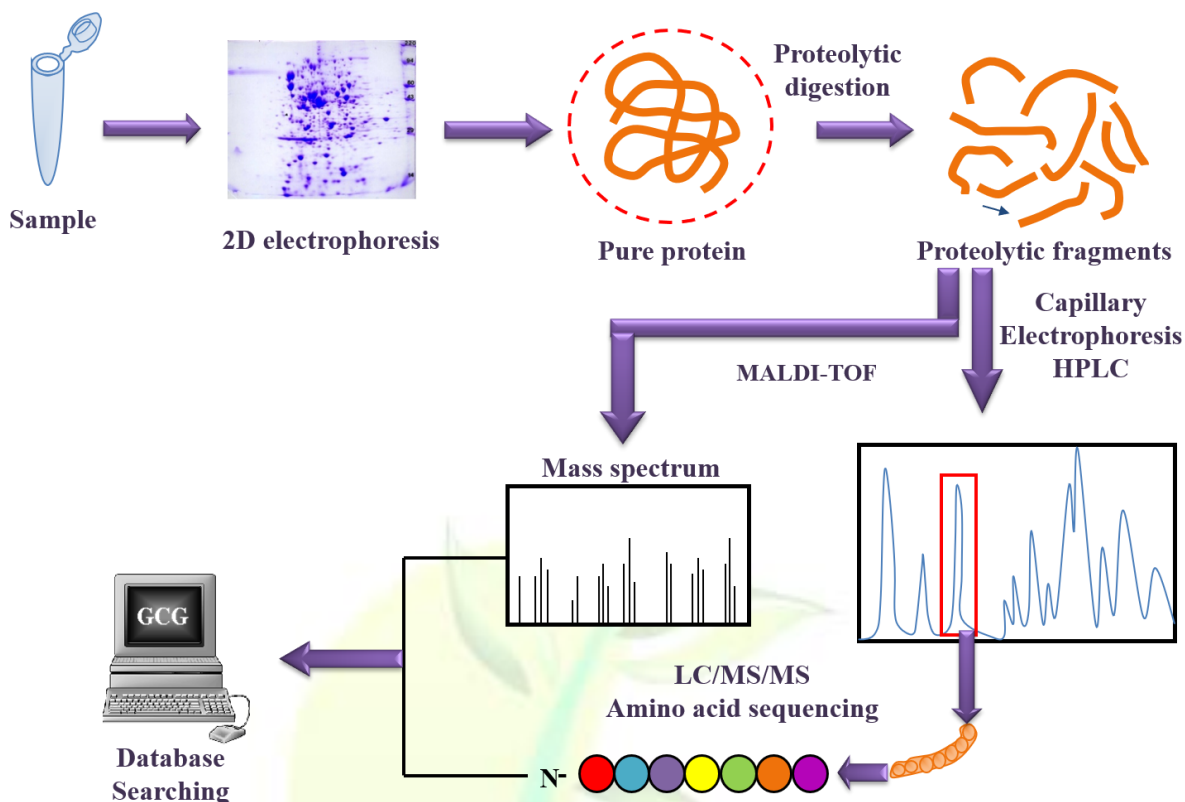 Sample
2D electrophoresis
Pure protein
Proteolytic
digestion
Proteolytic fragments
Capillary
Electrophoresis
HPLC
MALDI-TOF
Mass spectrum
LC/MS/MS
Amino acid sequencing
N-
GCG
Database
Searching